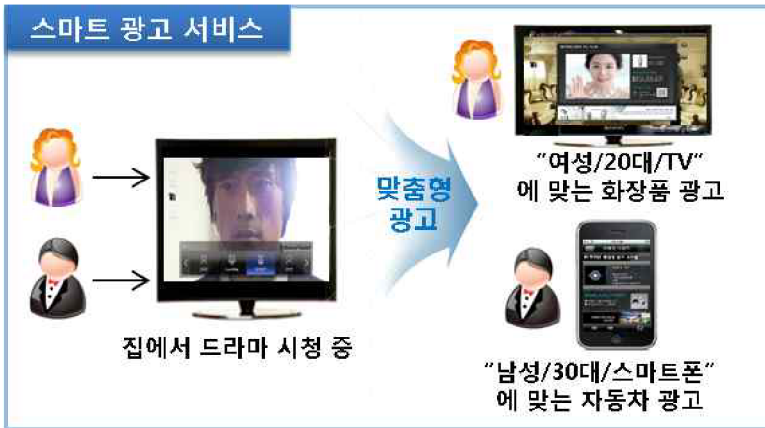 스마트 광고 서비스
맞춤형
광고
집에서 드라마 시청 중
“여성/20대/TV”
에 맞는 화장품 광고
“남성/30대/스마트폰”
에 맞는 자동차 광고